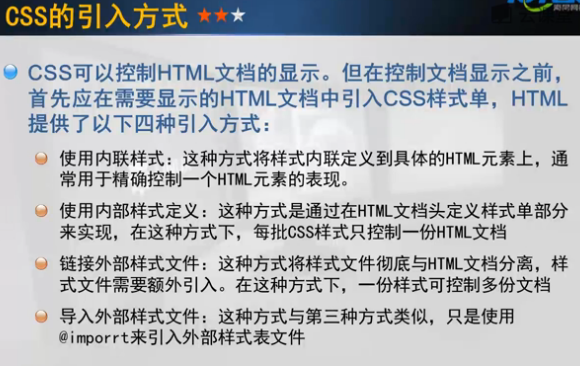 CSS的引入方式
CSS可以控制HTML文档的显示。但在控制文档显示之前，
首先应在需要显示的HTML文档中引入CSS样式单，HTML
提供了以下四种引入方式：
使用内联样式：这种方式将样式内联定义到具体的HTML元素上，通
常用于精确控制一个HTML元素的表现。
使用内部样式定义：这种方式是通过在HTML文档头定义样式单部分
来实现，在这种方式下，每批CSS样式只控制一份HTML文档
链接外部样式文件：这种方式将样式文件彻底与HTML文档分离，样
式文件需要额外引入。在这种方式下，一份样式可控制多份文档
导入外部样式文件：这种方式与第三种方式类似，只是使用
@imporrt来引入外部样式表文件